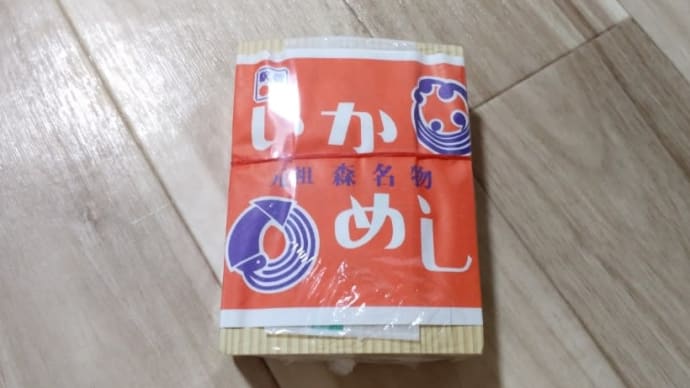 いか
元祖 森名物
めし